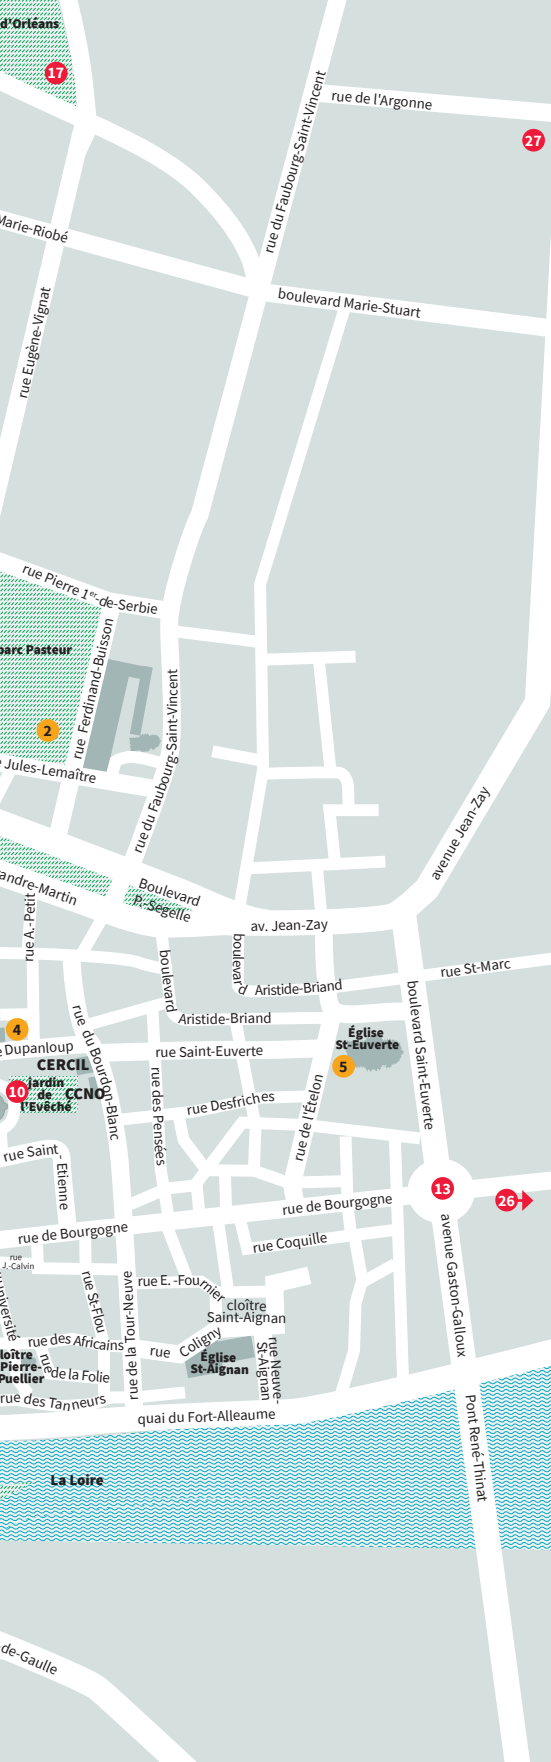 d'Orléans
17
rue de l'Argonne
27
rue du Faubourg-Saint-Vincent
Marie-Riobé
boulevard Marie-Stuart
rue Eugène-Vignat
rue Pierre 1er-de-Serbie
parc Pasteur
rue Ferdinand-Buisson
2
rue du Faubourg-Saint-Vincent
Jules-Lemaître
avenue Jean-Zay
andre-Martin
Boulevard
P.-Ségelle
rue A.-Petit
av. Jean-Zay
boulevard
Aristide-Briand
boulevard
Aristide-Briand
rue St-Marc
boulevard Saint-Euverte
4
Dupanloup
rue du Bourdon-Blanc
rue Saint-Euverte
Église
St-Euverte
5
CERCIL
10
jardin
de
l'Evêché
CCNO
rue des Pensées
rue Desfriches
rue de l'Ételon
rue Saint-Etienne
13
26
rue de Bourgogne
rue de Bourgogne
rue Coquille
avenue Gaston-Galloux
rue
J.-Calvin
université
rue St-Flou
rue de la Tour-Neuve
rue E. -Fournier
cloître
Saint-Aignan
rue des Africains
rue Coligny
Église
St-Aignan
rue Neuve-
St-Aignan
loître
Pierre-
Puellier
rue de la Folie
rue des Tanneurs
quai du Fort-Alleaume
Pont René-Thinat
La Loire
de-Gaulle